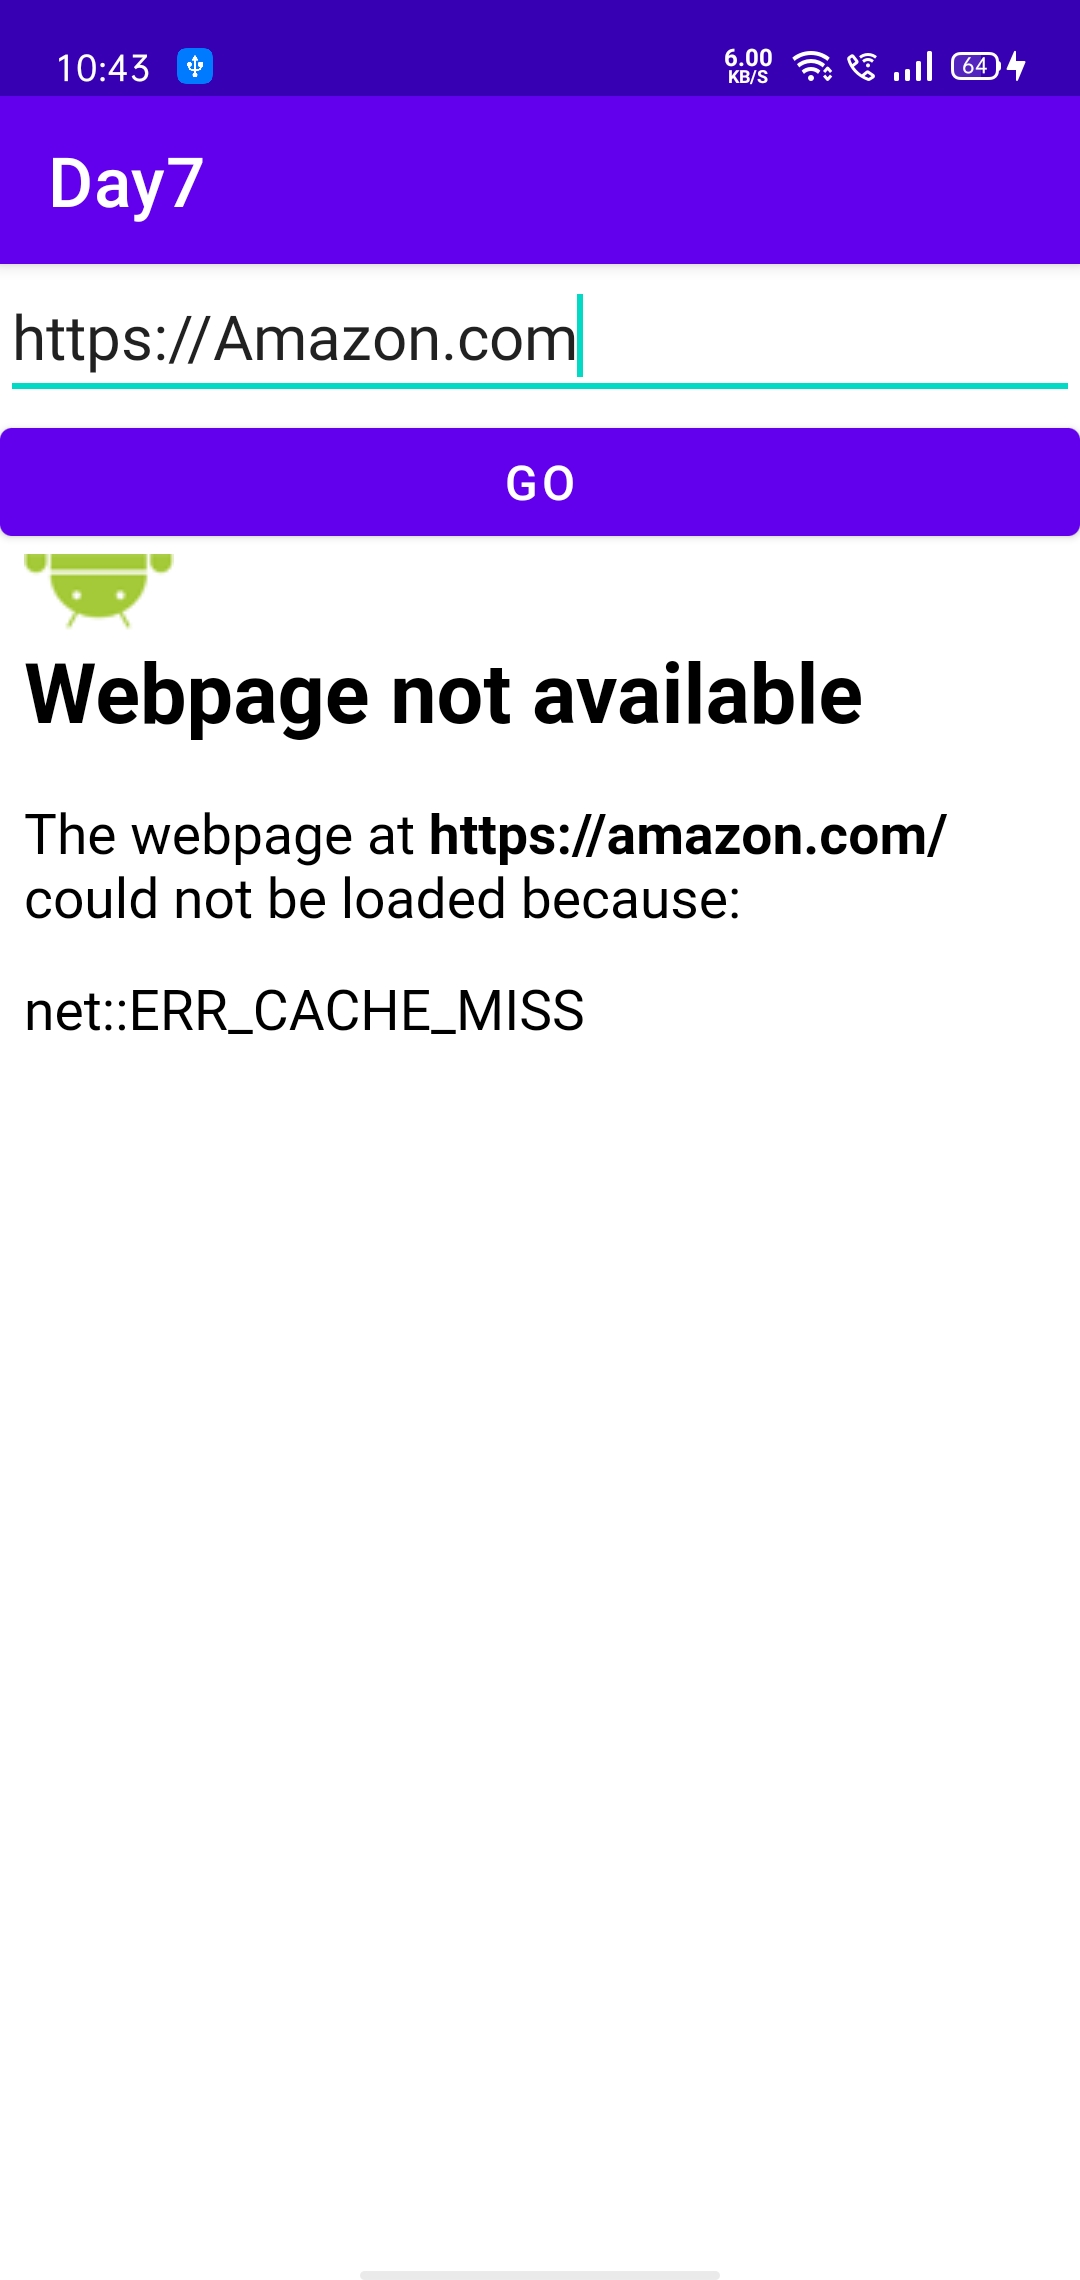 10:43
6.00
KB/S
64
Day7
https://Amazon.com
GO
Webpage not available
The webpage at https://amazon.com/
could not be loaded because:
net::ERR_CACHE_MISS